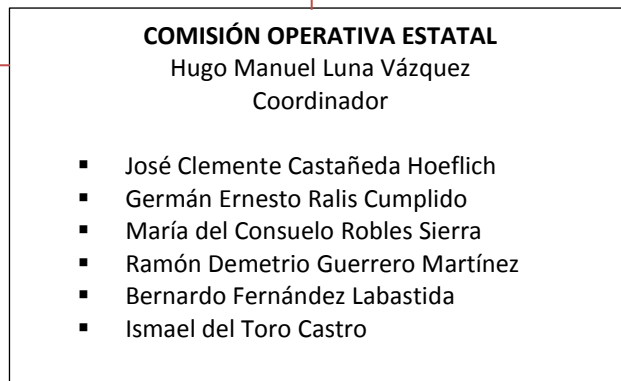 COMISIÓN OPERATIVA ESTATAL
Hugo Manuel Luna Vázquez
Coordinador
▪ José Clemente Castañeda Hoeflich
▪ Germán Ernesto Ralis Cumplido
▪ María del Consuelo Robles Sierra
▪ Ramón Demetrio Guerrero Martínez
▪ Bernardo Fernández Labastida
▪ Ismael del Toro Castro